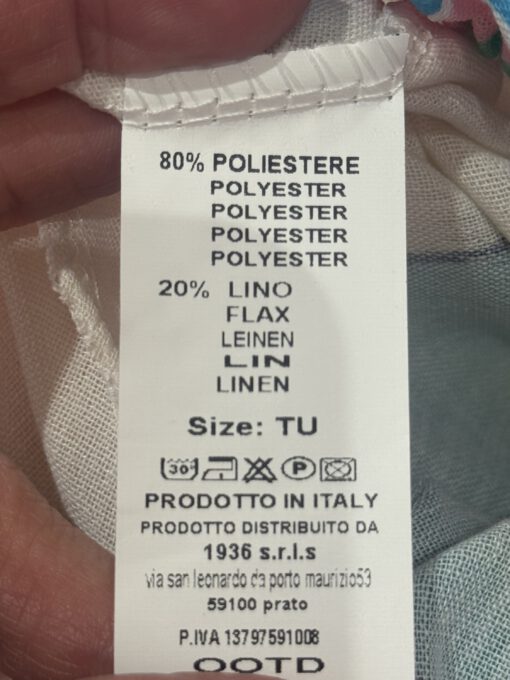 80% POLIESTERE
POLYESTER
POLYESTER
POLYESTER
POLYESTER
20% LINO
FLAX
LEINEN
LIN
LINEN
Size: TU
30° P
PRODOTTO IN ITALY
PRODOTTO DISTRIBUITO DA
1936 s.r.l.s
via san leonardo da porto maurizio53
59100 prato
P.IVA 13797591008
OOTD